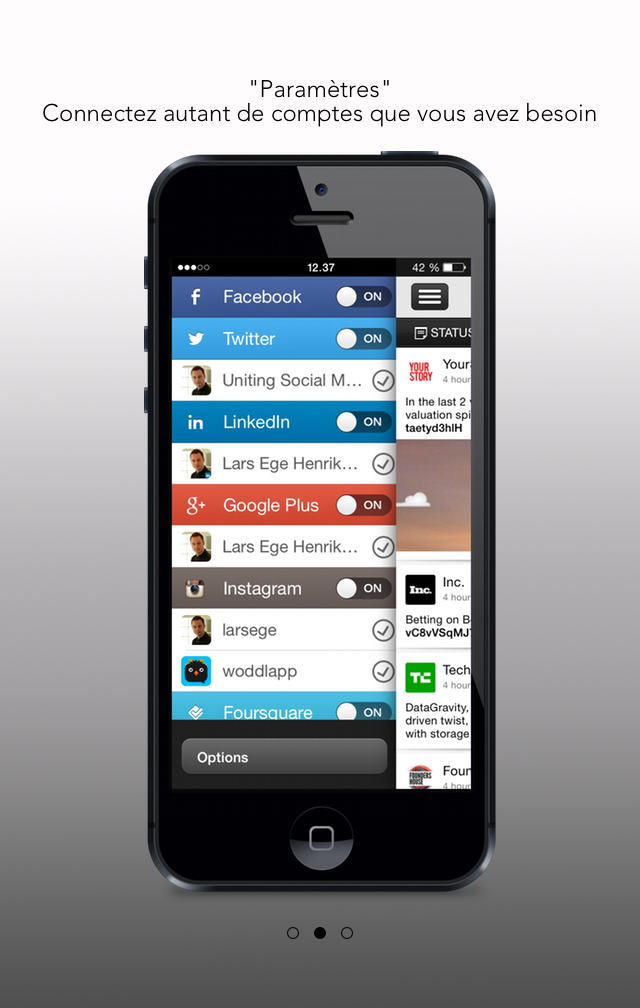 "Paramètres"
Connectez autant de comptes que vous avez besoin
12.37
42 %
f Facebook ON
Twitter ON
Uniting Social M...
in LinkedIn ON
Lars Ege Henrik...
g+ Google Plus ON
Lars Ege Henrik...
Instagram ON
larsege
woddlapp
Foursquare ON
Options
STATUS
YOUR STORY
Your
4 hour
In the last 2
valuation spi
taetyd3hlH
Inc.
Inc.
4 hour
Betting on B
vC8vVSqMJ
TC
Tech
4 hour
DataGravity,
driven twist,
with storage
FOUNDERS HOUSE
Foun
4 hour